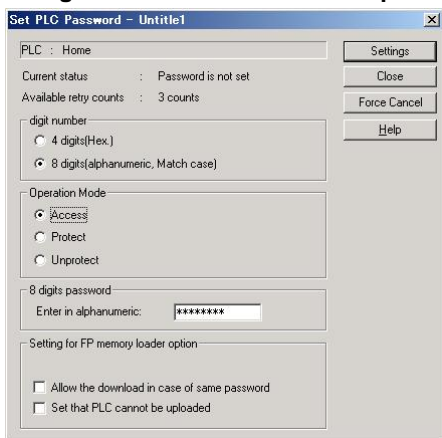 Set PLC Password - Untitle1
PLC : Home
Settings
Current status : Password is not set
Close
Available retry counts : 3 counts
Force Cancel
digit number
Help
4 digits(Hex.)
8 digits(alphanumeric, Match case)
Operation Mode
Access
Protect
Unprotect
8 digits password
Enter in alphanumeric: ********
Setting for FP memory loader option
Allow the download in case of same password
Set that PLC cannot be uploaded